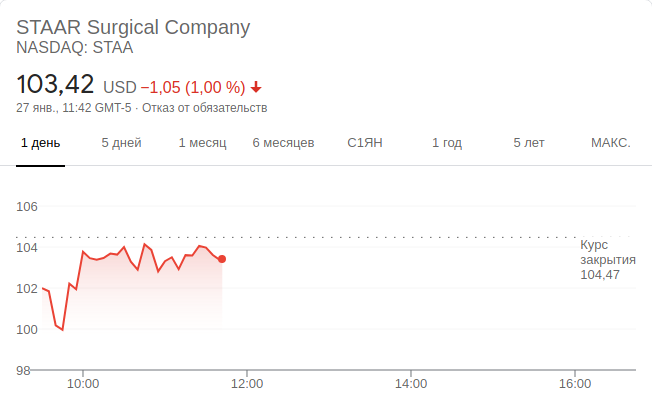 STAAR Surgical Company
NASDAQ: STAA
103,42 USD −1,05 (1,00 %)
27 янв., 11:42 GMT-5 · Отказ от обязательств
1 день 5 дней 1 месяц 6 месяцев С1ЯН 1 год 5 лет МАКС.
106
104
102
100
98
Курс
закрытия
104,47
10:00 12:00 14:00 16:00